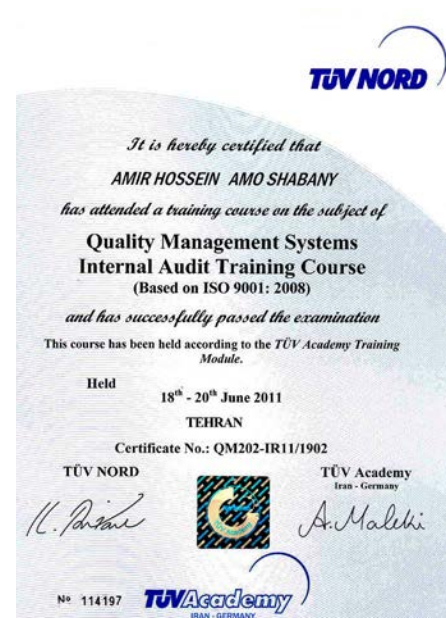 TÜV NORD
It is hereby certified that
AMIR HOSSEIN AMO SHABANY
has attended a training course on the subject of
Quality Management Systems
Internal Audit Training Course
(Based on ISO 9001: 2008)
and has successfully passed the examination
This course has been held according to the TÜV Academy Training
Module.
Held
18th - 20th June 2011
TEHRAN
Certificate No.: QM202-IR11/1902
TÜV NORD
TÜV Academy
Iran - Germany
A. Maleki
№ 114197
TÜVAcademy
IRAN - GERMANY